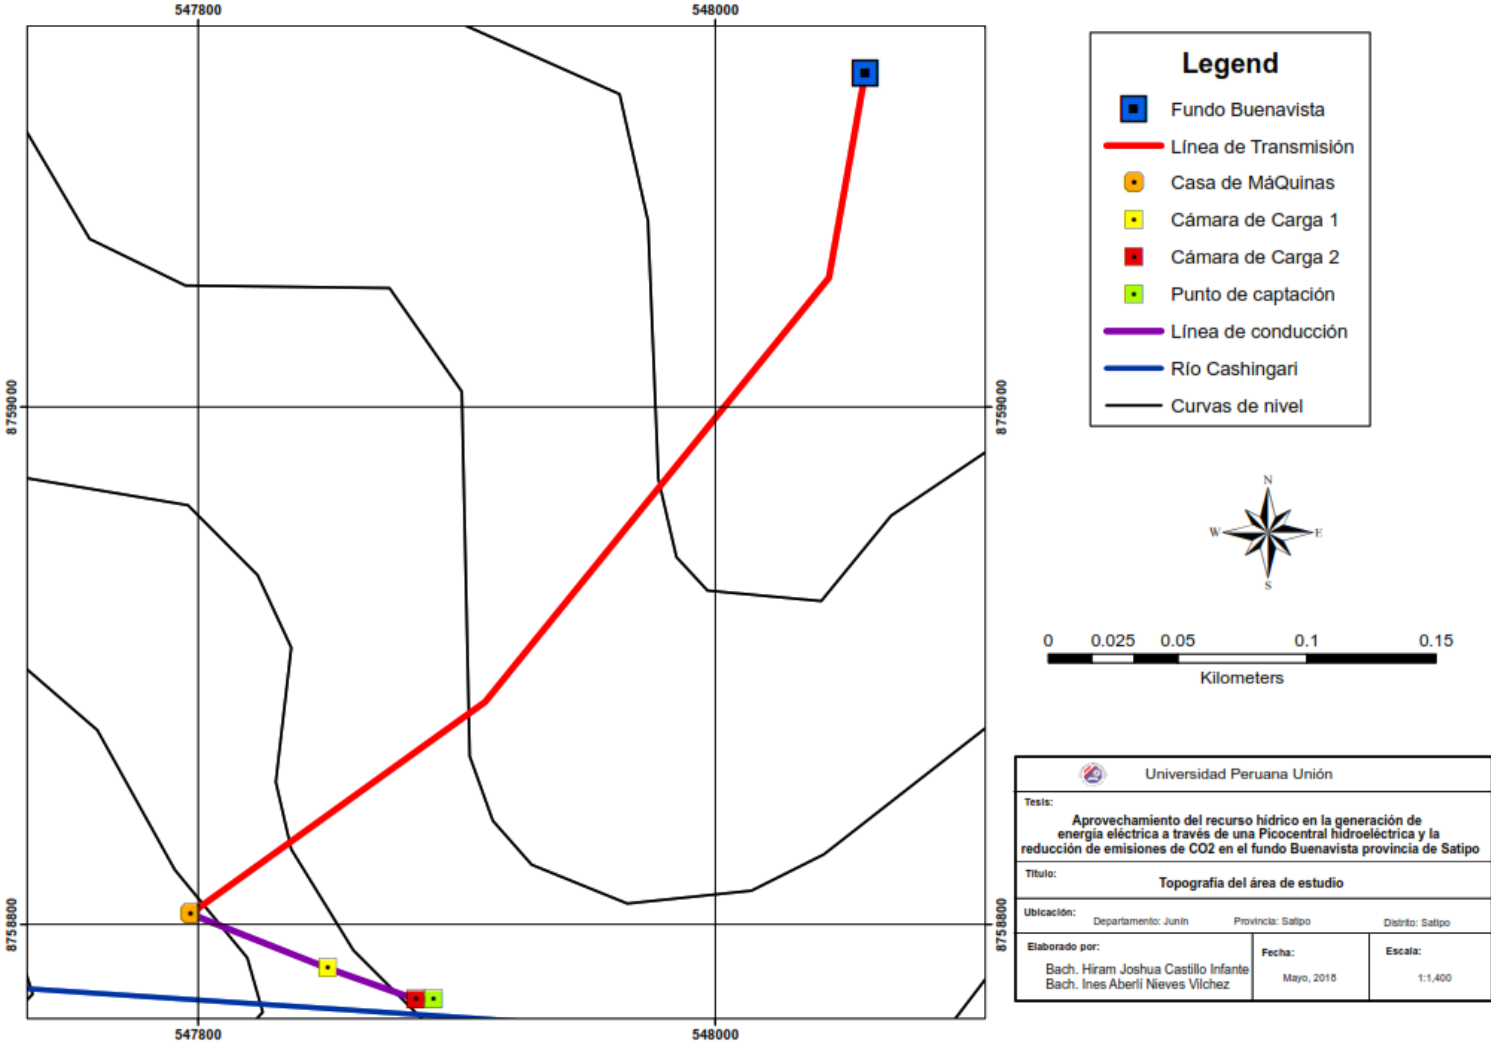 547800
548000
8759000
8759000
8758800
8758800
547800
548000
Legend
Fundo Buenavista
Línea de Transmisión
Casa de MáQuinas
Cámara de Carga 1
Cámara de Carga 2
Punto de captación
Línea de conducción
Río Cashingari
Curvas de nivel
N
W
E
S
0 0.025 0.05 0.1 0.15
Kilometers
Universidad Peruana Unión
Tesis:
Aprovechamiento del recurso hídrico en la generación de
energía eléctrica a través de una Picocentral hidroeléctrica y la
reducción de emisiones de CO2 en el fundo Buenavista provincia de Satipo
Título:
Topografía del área de estudio
Ubicación:
Departamento: Junín Provincia: Satipo Distrito: Satipo
Elaborado por:
Bach. Hiram Joshua Castillo Infante
Bach. Ines Aberli Nieves Vilchez
Fecha:
Mayo, 2018
Escala:
1:1,400